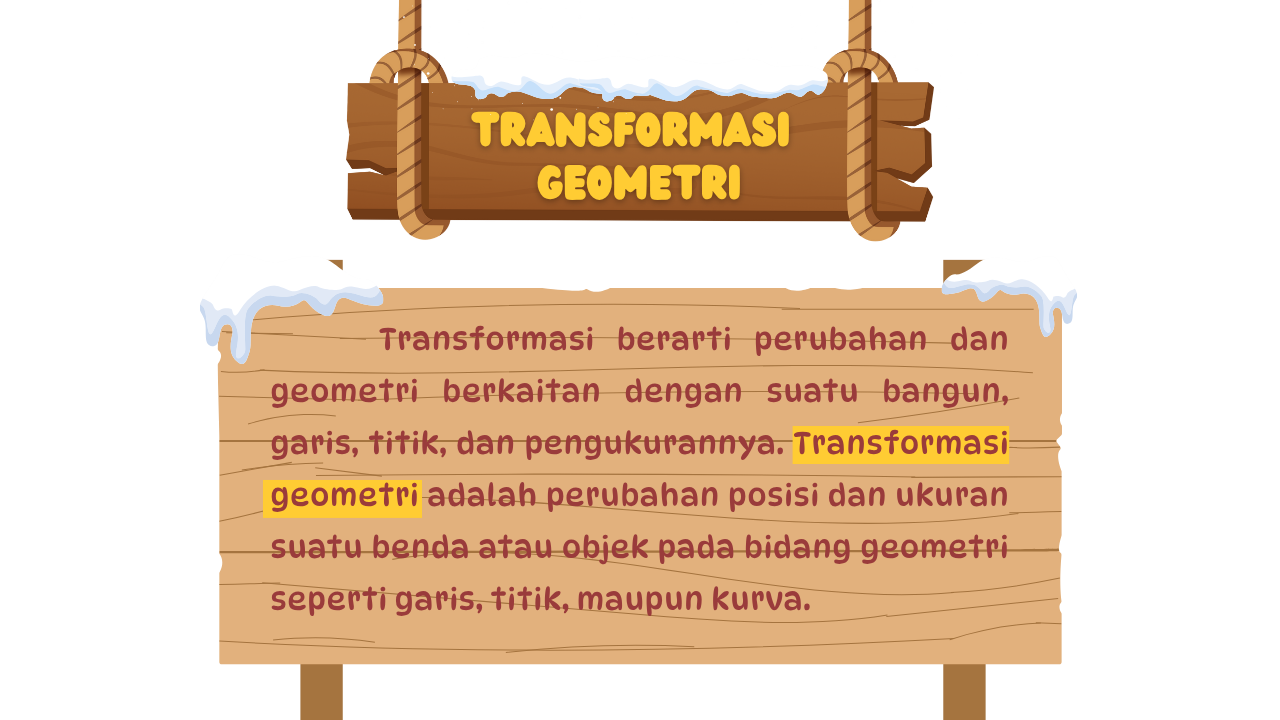 TRANSFORMASI
GEOMETRI
Transformasi berarti perubahan dan
geometri berkaitan dengan suatu bangun,
garis, titik, dan pengukurannya. Transformasi
geometri adalah perubahan posisi dan ukuran
suatu benda atau objek pada bidang geometri
seperti garis, titik, maupun kurva.